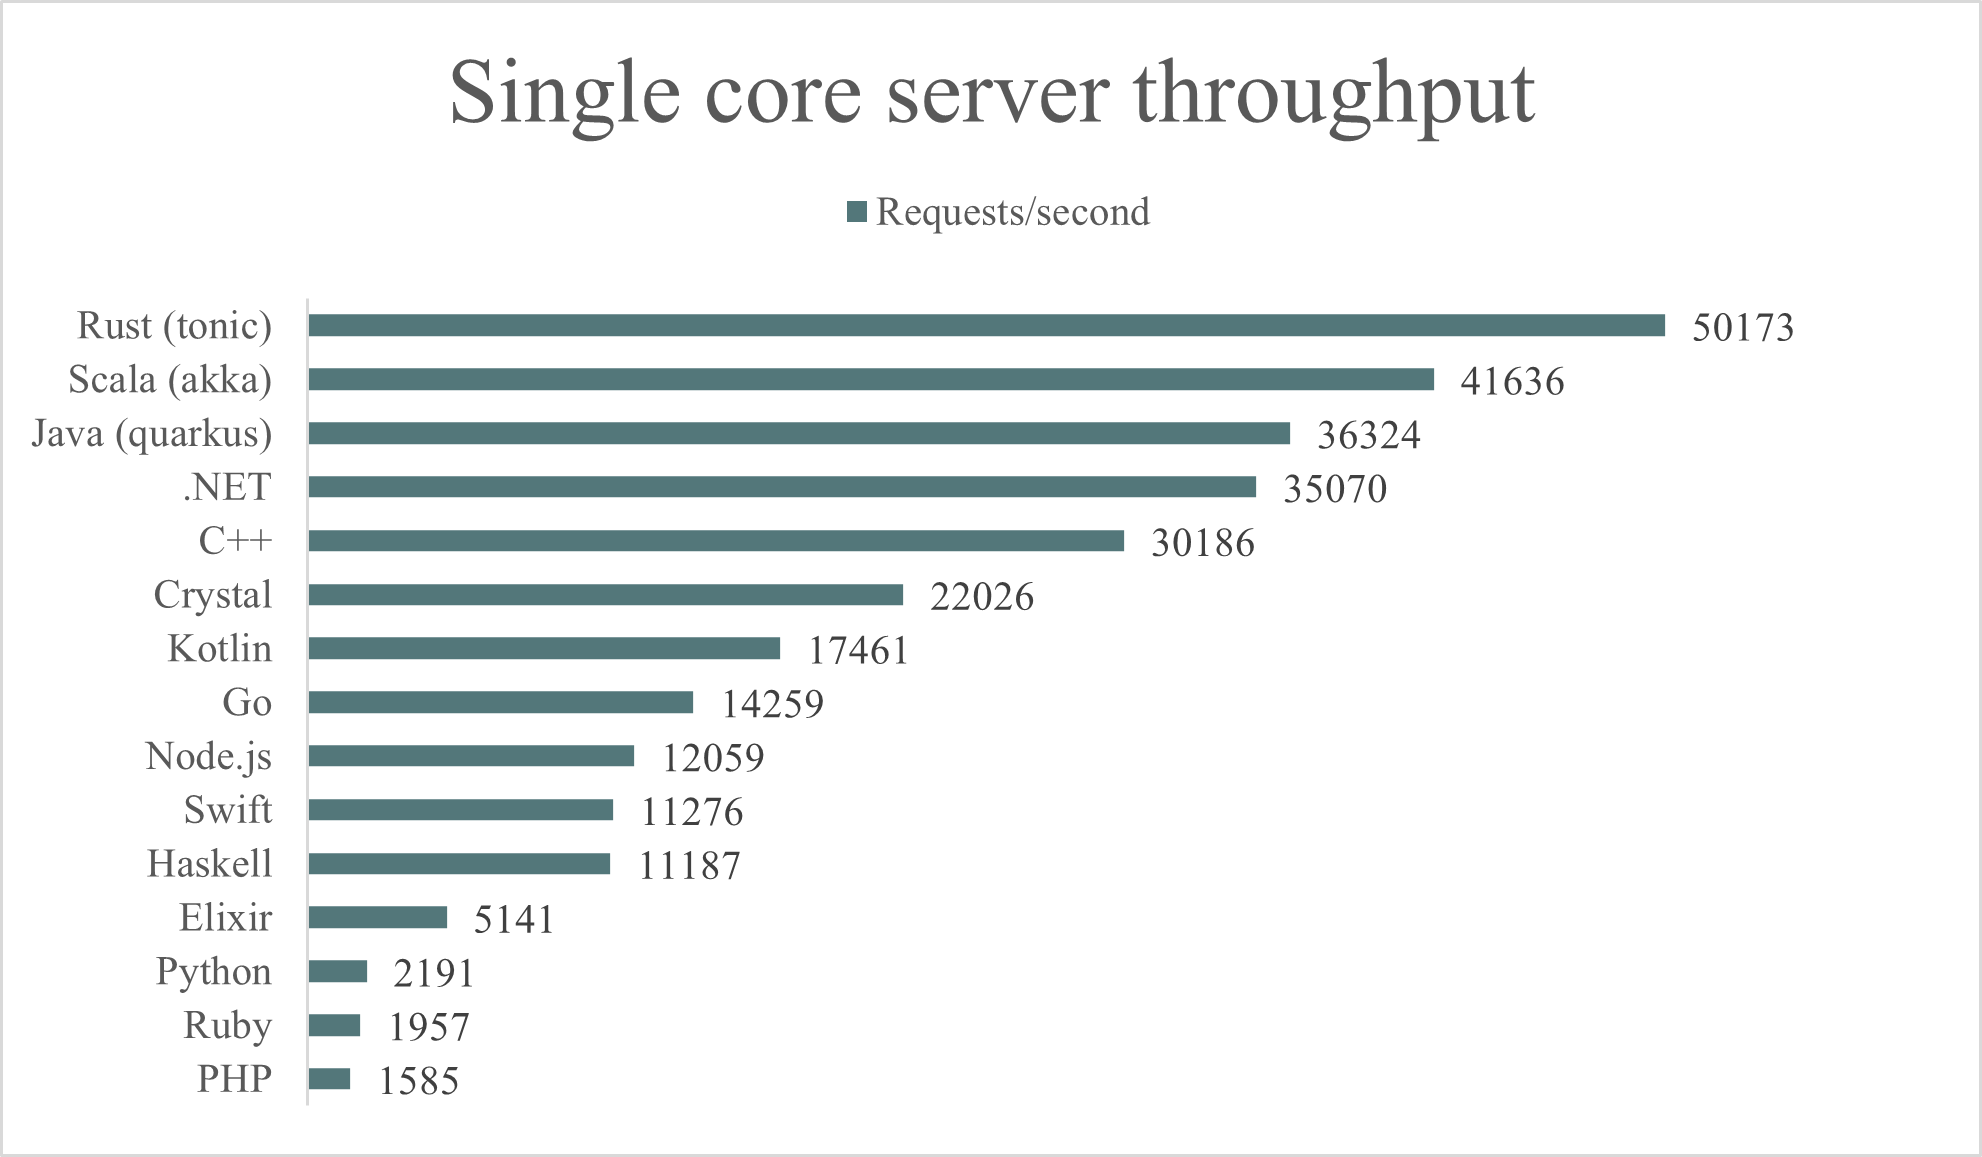 Single core server throughput
Requests/second
Rust (tonic) 50173
Scala (akka) 41636
Java (quarkus) 36324
.NET 35070
C++ 30186
Crystal 22026
Kotlin 17461
Go 14259
Node.js 12059
Swift 11276
Haskell 11187
Elixir 5141
Python 2191
Ruby 1957
PHP 1585